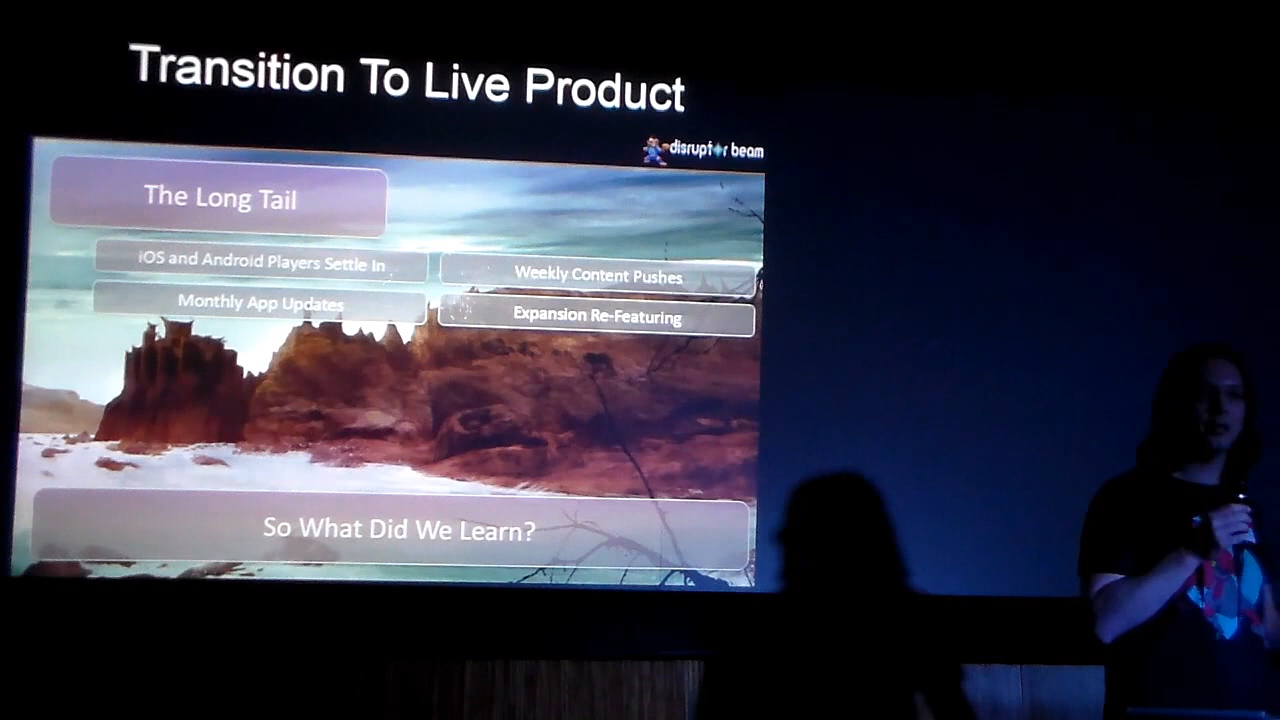 Transition To Live Product
disruptor beam
The Long Tail
iOS and Android Players Settle In
Weekly Content Pushes
Monthly App Updates
Expansion Re-Featuring
So What Did We Learn?